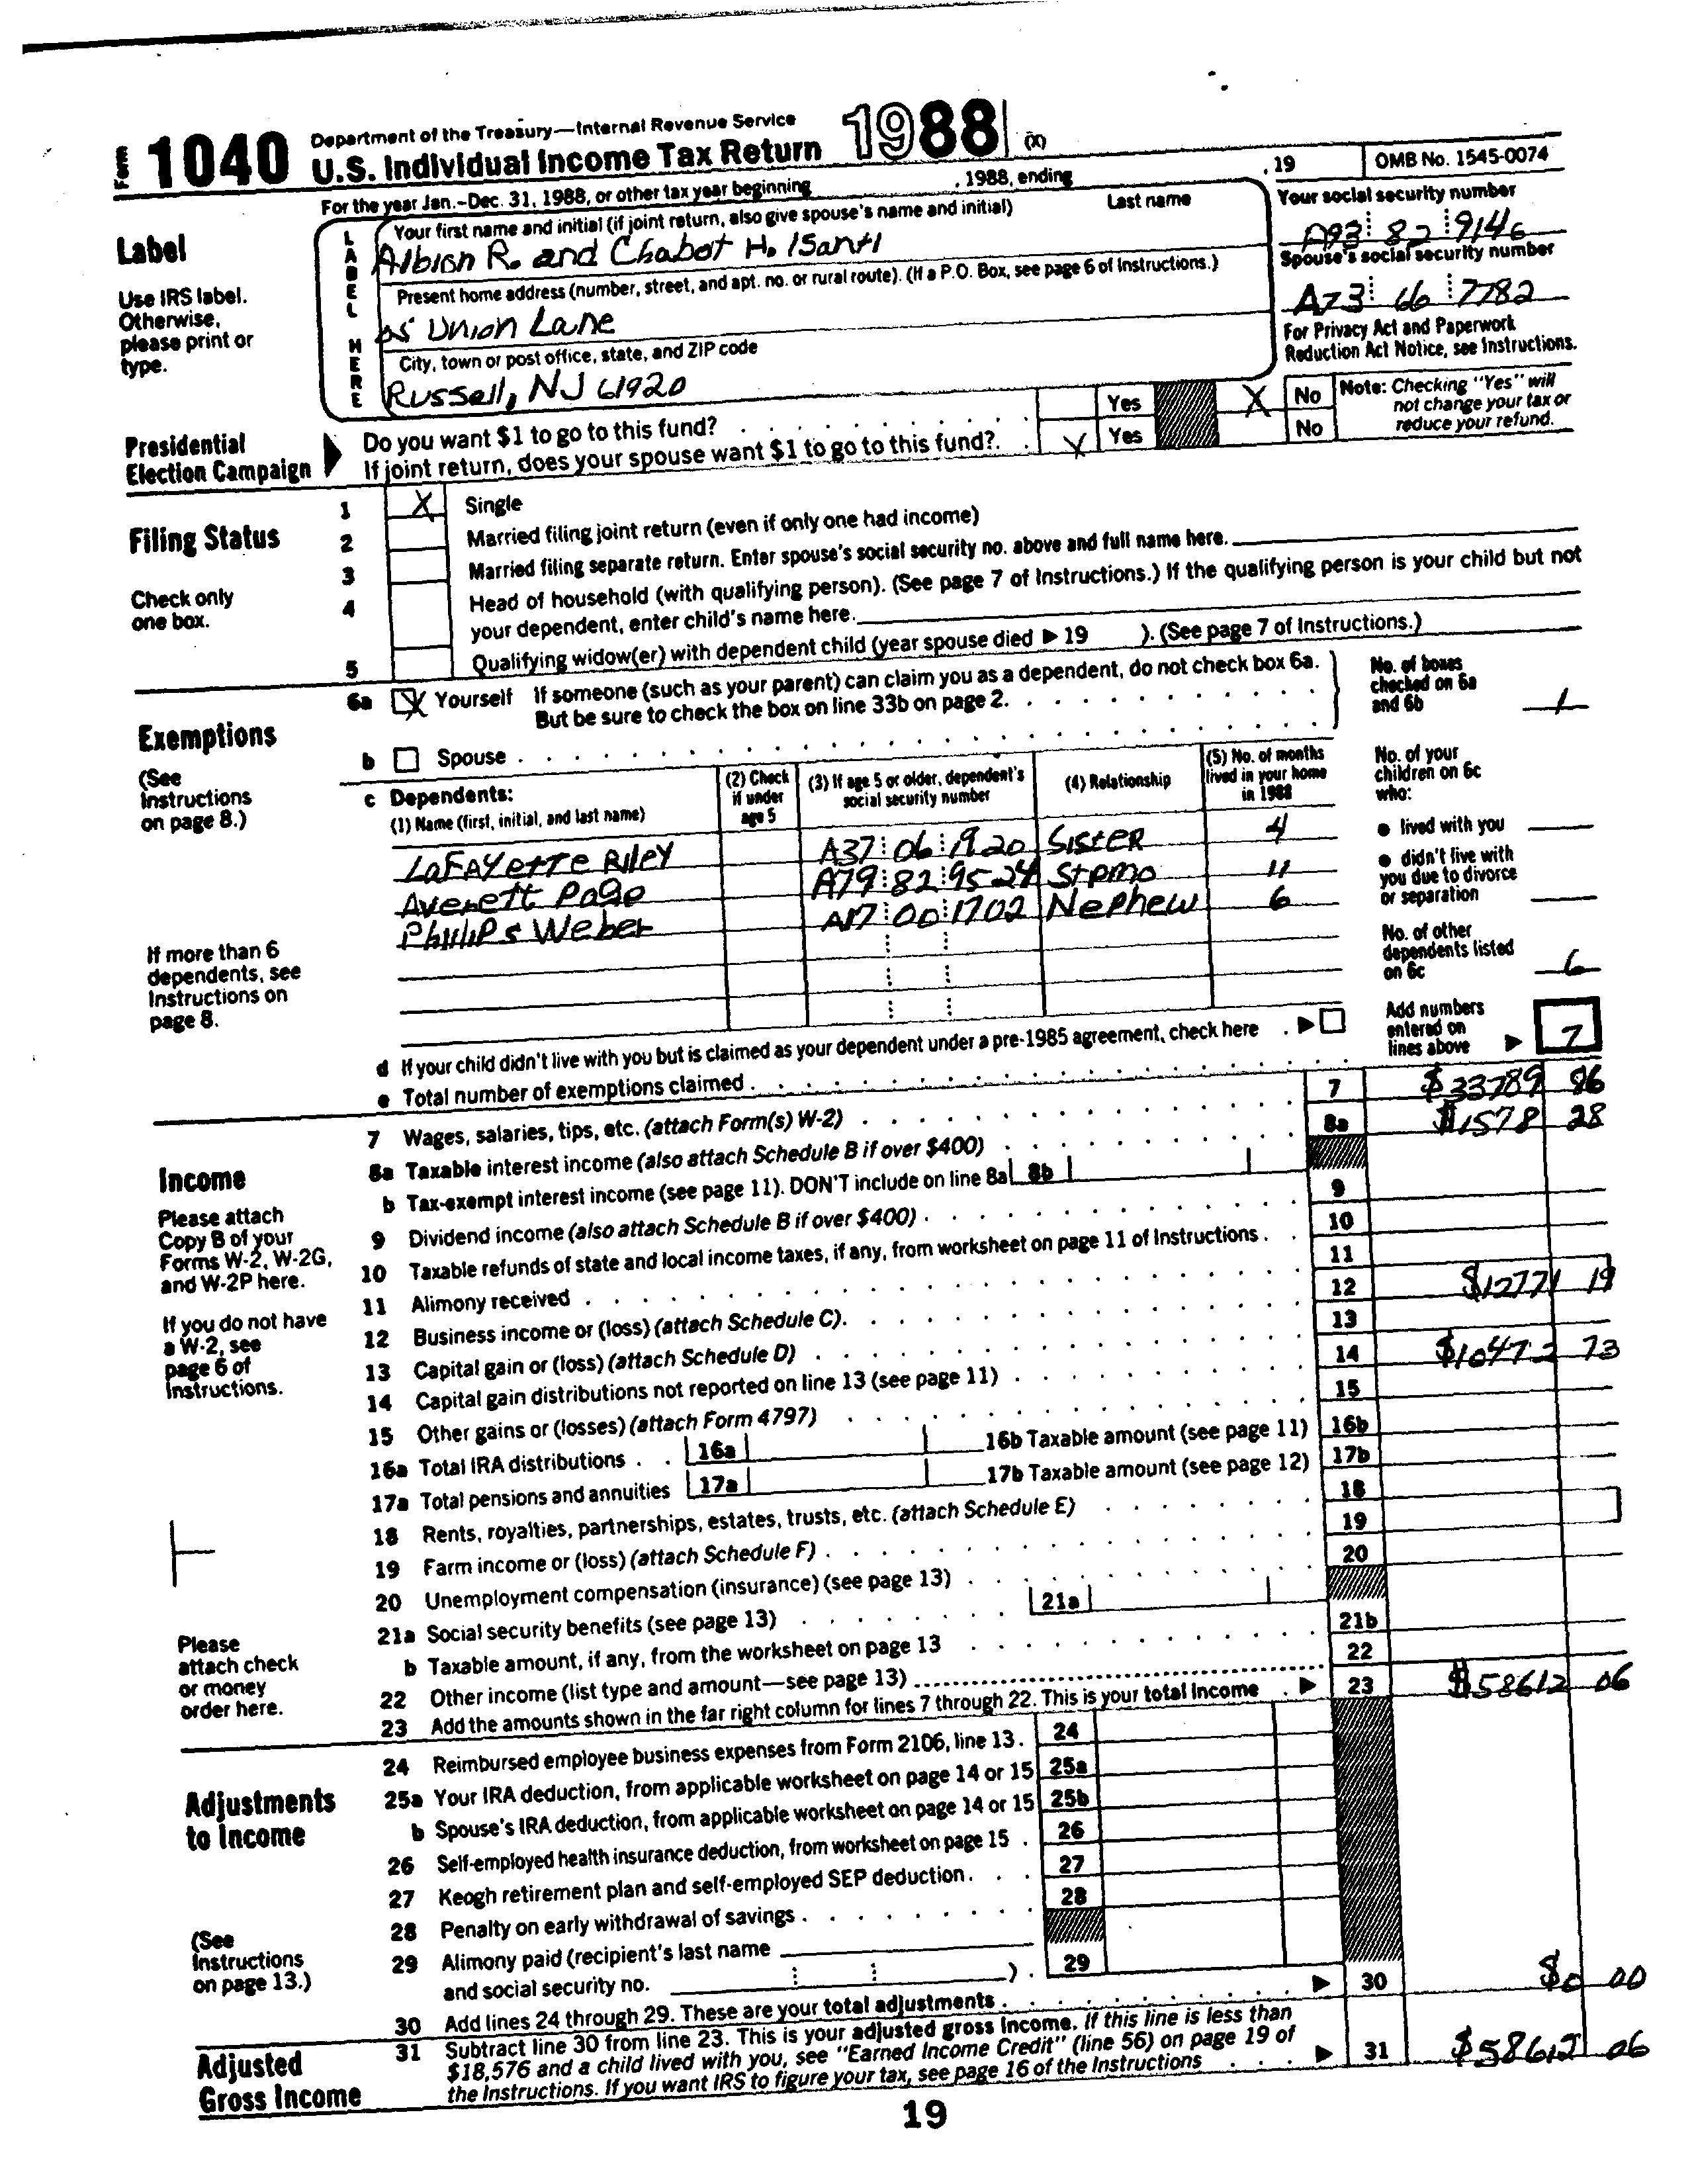 Form 1040 Department of the Treasury—Internal Revenue Service
U.S. Individual Income Tax Return 1988 (X)
For the year Jan.–Dec. 31, 1988, or other tax year beginning , 1988, ending , 19 OMB No. 1545-0074
Label
Use IRS label.
Otherwise,
please print or
type.
LABEL HERE
Your first name and initial (if joint return, also give spouse's name and initial) Last name
Albion R. and Chabot H. Isanti
Present home address (number, street, and apt. no. or rural route). (If a P.O. Box, see page 6 of Instructions.)
os Union Lane
City, town or post office, state, and ZIP code
Russell, NJ 61920
Your social security number
A93 82 9146
Spouse's social security number
A73 66 7782
For Privacy Act and Paperwork
Reduction Act Notice, see Instructions.
Presidential
Election Campaign
Do you want $1 to go to this fund? . . . Yes X No
If joint return, does your spouse want $1 to go to this fund?. . X Yes No
Note: Checking "Yes" will
not change your tax or
reduce your refund.
Filing Status
Check only
one box.
1 X Single
2 Married filing joint return (even if only one had income)
3 Married filing separate return. Enter spouse's social security no. above and full name here.
4 Head of household (with qualifying person). (See page 7 of Instructions.) If the qualifying person is your child but not
your dependent, enter child's name here.
5 Qualifying widow(er) with dependent child (year spouse died ▶ 19 ). (See page 7 of Instructions.)
Exemptions
(See
Instructions
on page 8.)
If more than 6
dependents, see
Instructions on
page 8.
6a X Yourself If someone (such as your parent) can claim you as a dependent, do not check box 6a.
But be sure to check the box on line 33b on page 2.
b Spouse
c Dependents:
(1) Name (first, initial, and last name)
(2) Check if under age 5
(3) If age 5 or older, dependent's social security number
(4) Relationship
(5) No. of months lived in your home in 1988
LaFAYette RileY A37 06 1920 Sister 4
Averett Page A79 82 9524 Stpmo 11
Phillips Weber A17 00 1702 Nephew 6
d If your child didn't live with you but is claimed as your dependent under a pre-1985 agreement, check here . ▶
e Total number of exemptions claimed
No. of boxes
checked on 6a
and 6b 1
No. of your
children on 6c
who:
● lived with you
● didn't live with
you due to divorce
or separation
No. of other
dependents listed
on 6c 6
Add numbers
entered on
lines above ▶ 7
Income
Please attach
Copy B of your
Forms W-2, W-2G,
and W-2P here.
If you do not have
a W-2, see
page 6 of
Instructions.
Please
attach check
or money
order here.
7 Wages, salaries, tips, etc. (attach Form(s) W-2) 7 $33789 86
8a Taxable interest income (also attach Schedule B if over $400) 8a $1578 28
b Tax-exempt interest income (see page 11). DON'T include on line 8a 8b
9 Dividend income (also attach Schedule B if over $400) 9
10 Taxable refunds of state and local income taxes, if any, from worksheet on page 11 of Instructions . 10
11 Alimony received 11
12 Business income or (loss) (attach Schedule C). 12 $12771 19
13 Capital gain or (loss) (attach Schedule D) 13
14 Capital gain distributions not reported on line 13 (see page 11) 14 $10472 73
15 Other gains or (losses) (attach Form 4797) 15
16a Total IRA distributions . . 16a 16b Taxable amount (see page 11) 16b
17a Total pensions and annuities 17a 17b Taxable amount (see page 12) 17b
18 Rents, royalties, partnerships, estates, trusts, etc. (attach Schedule E) 18
19 Farm income or (loss) (attach Schedule F) 19
20 Unemployment compensation (insurance) (see page 13) 20
21a Social security benefits (see page 13) 21a
b Taxable amount, if any, from the worksheet on page 13 21b
22 Other income (list type and amount—see page 13) 22
23 Add the amounts shown in the far right column for lines 7 through 22. This is your total income . ▶ 23 $58612 06
Adjustments
to Income
(See
Instructions
on page 13.)
24 Reimbursed employee business expenses from Form 2106, line 13 . 24
25a Your IRA deduction, from applicable worksheet on page 14 or 15 25a
b Spouse's IRA deduction, from applicable worksheet on page 14 or 15 25b
26 Self-employed health insurance deduction, from worksheet on page 15 . 26
27 Keogh retirement plan and self-employed SEP deduction . . . 27
28 Penalty on early withdrawal of savings 28
29 Alimony paid (recipient's last name
and social security no. ) . 29
30 Add lines 24 through 29. These are your total adjustments ▶ 30 $0 00
Adjusted
Gross Income
31 Subtract line 30 from line 23. This is your adjusted gross income. If this line is less than
$18,576 and a child lived with you, see "Earned Income Credit" (line 56) on page 19 of
the Instructions. If you want IRS to figure your tax, see page 16 of the Instructions . . . ▶ 31 $58612 06
19